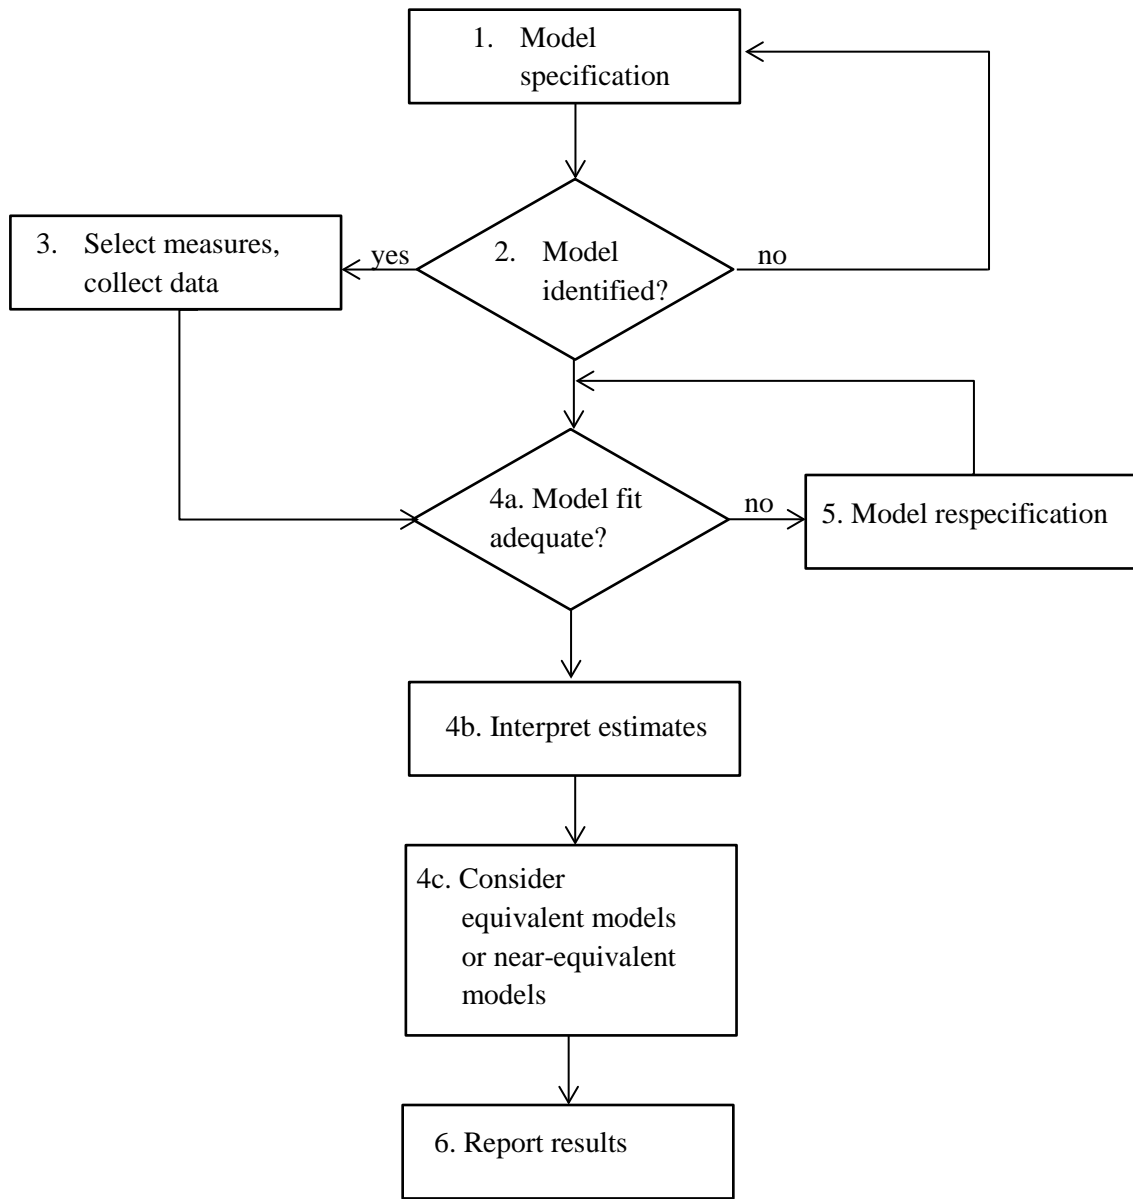 1. Model
specification
3. Select measures,
collect data
yes
2. Model
identified?
no
4a. Model fit
adequate?
no
5. Model respecification
4b. Interpret estimates
4c. Consider
equivalent models
or near-equivalent
models
6. Report results